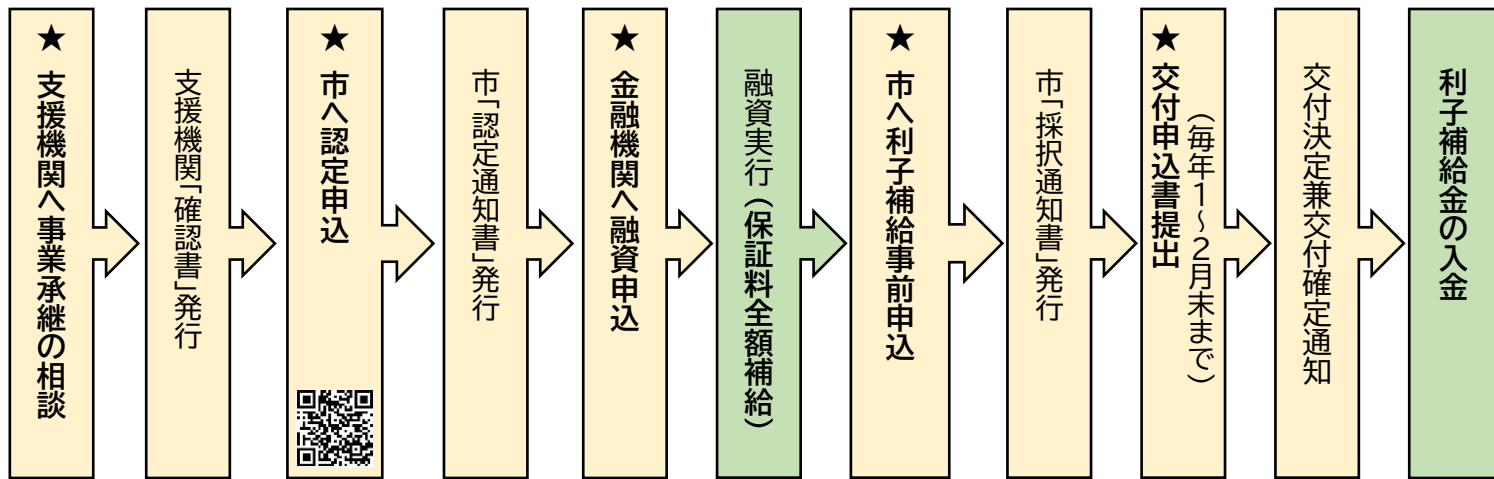 ★ 支援機関へ事業承継の相談
支援機関「確認書」発行
★ 市へ認定申込
市「認定通知書」発行
★ 金融機関へ融資申込
融資実行(保証料全額補給)
★ 市へ利子補給事前申込
市「採択通知書」発行
★ 交付申込書提出
(毎年1~2月末まで)
交付決定兼交付確定通知
利子補給金の入金